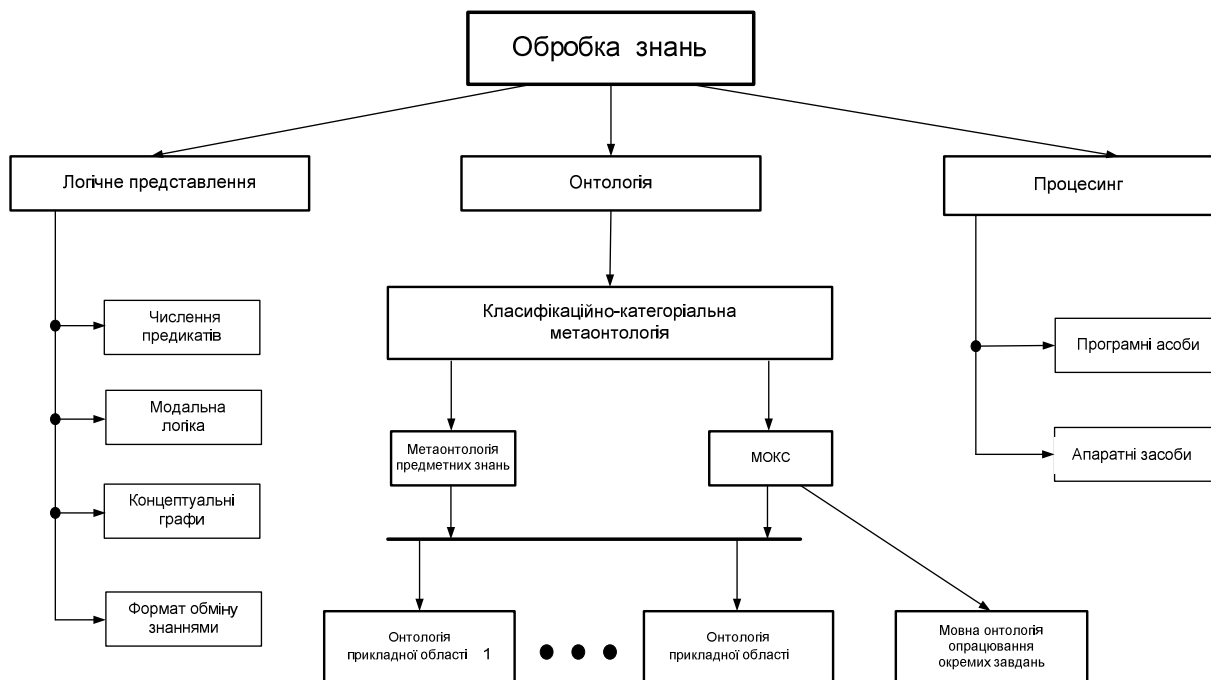 Обробка знань
Логічне представлення
Онтологія
Процесинг
Числення
предикатів
Модальна
логіка
Концептуальні
графи
Формат обміну
знаннями
Класифікаційно-категоріальна
метаонтологія
Метаонтологія
предметних знань
МОКС
Програмні асоби
Апаратні засоби
Онтологія
прикладної області 1
Онтологія
прикладної області
Мовна онтологія
опрацювання
окремих завдань